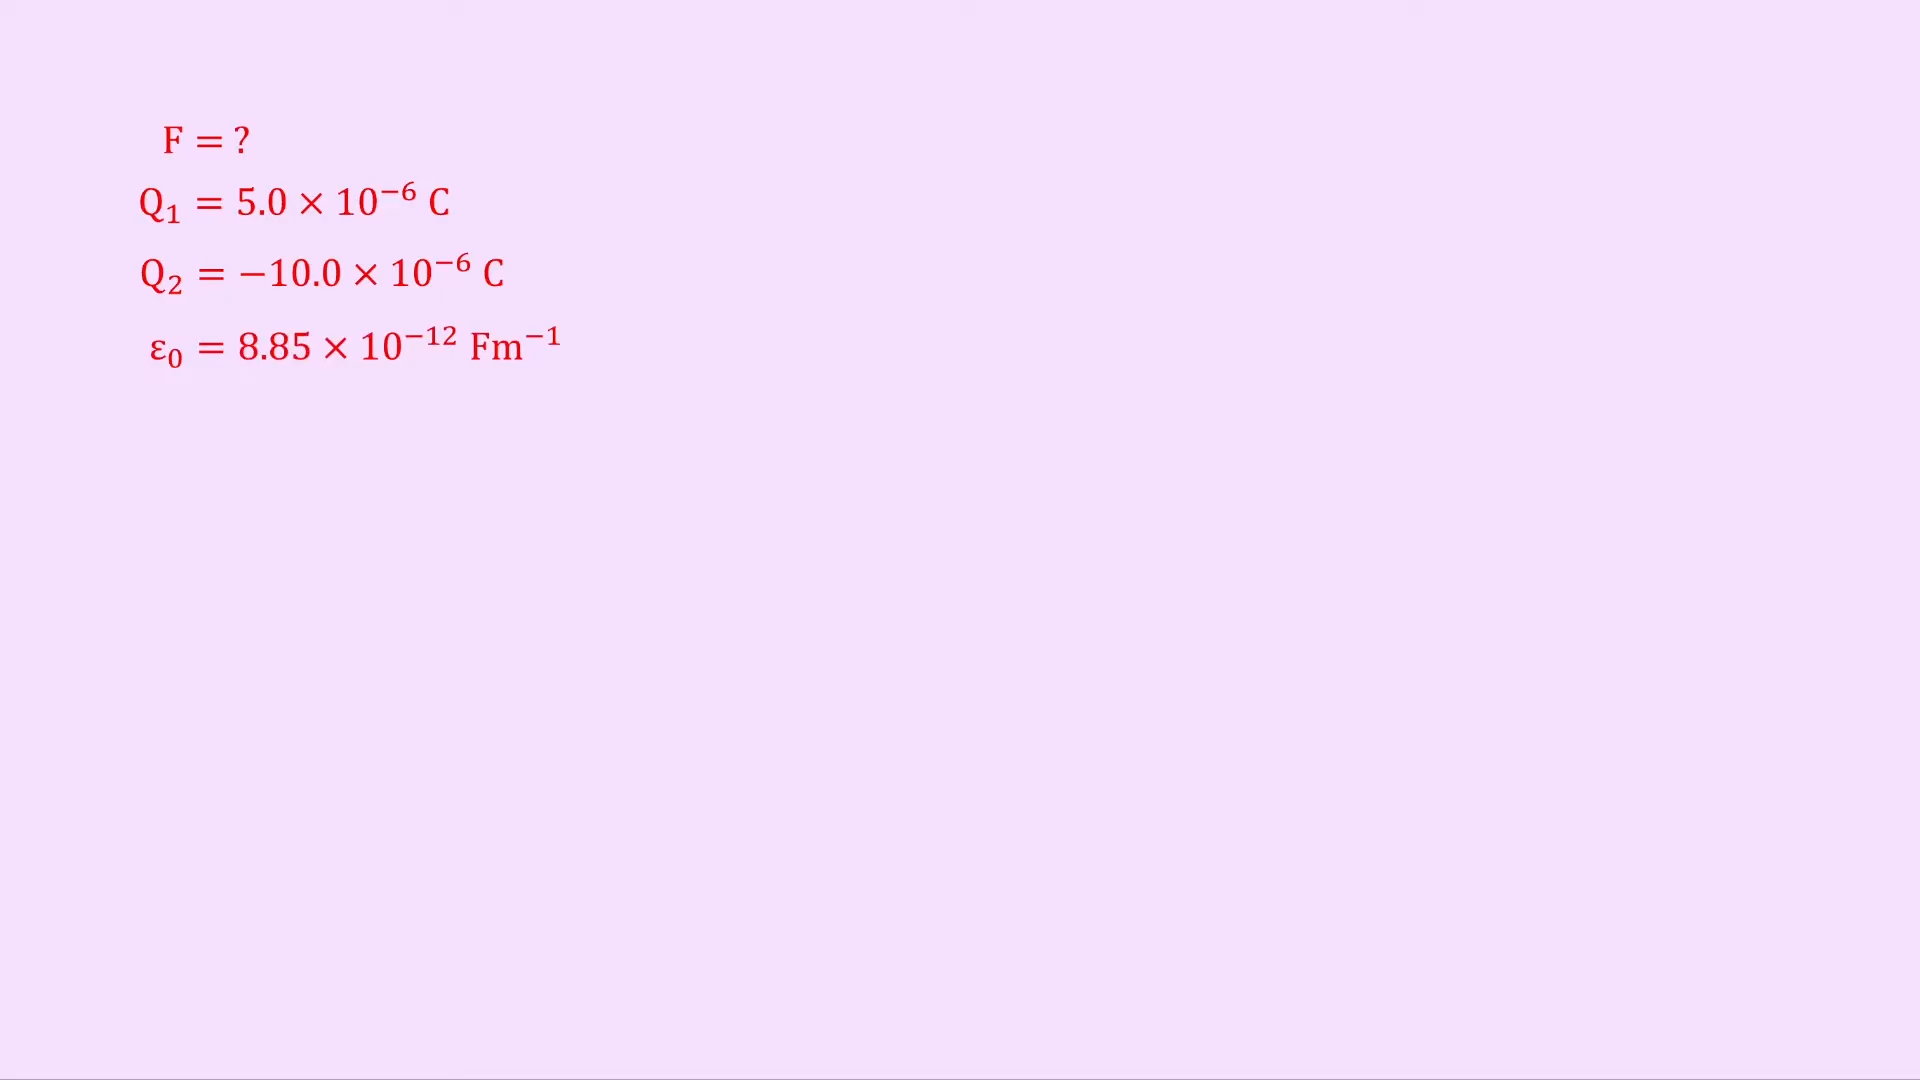 F = ?
Q₁ = 5.0 × 10⁻⁶ C
Q₂ = −10.0 × 10⁻⁶ C
ε₀ = 8.85 × 10⁻¹² Fm⁻¹